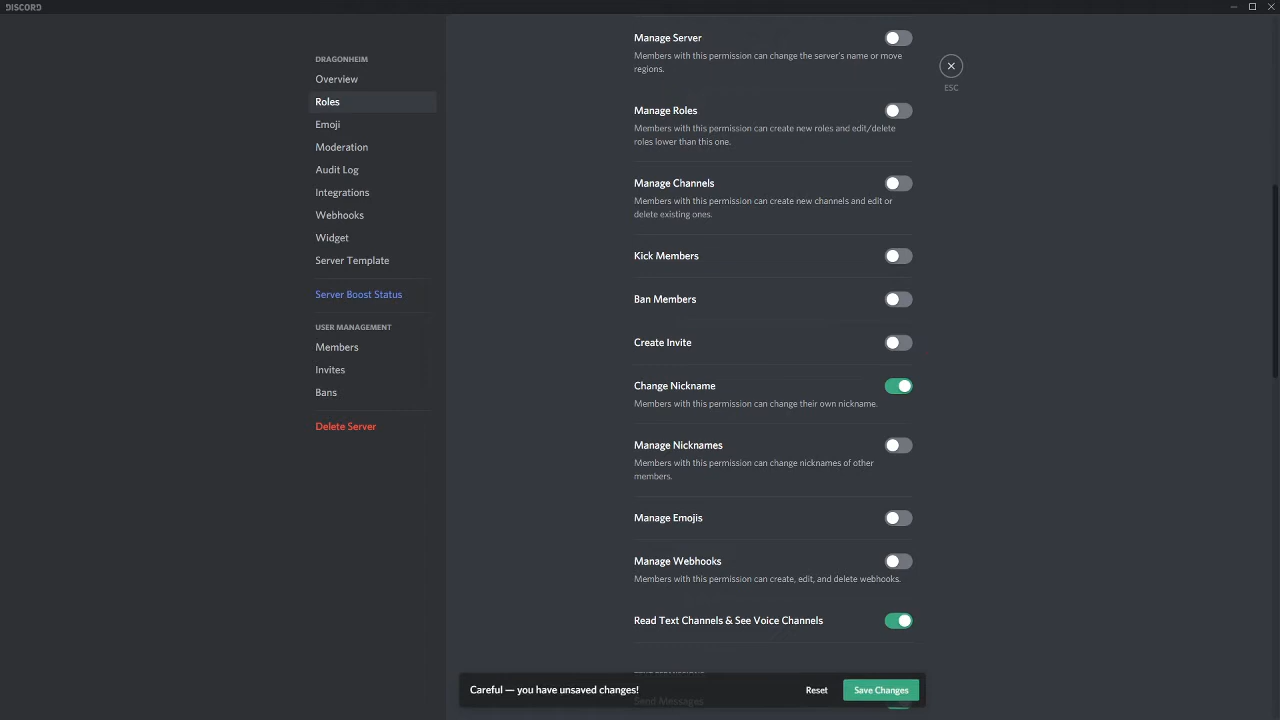 DISCORD
DRAGONHEIM
Overview
Roles
Emoji
Moderation
Audit Log
Integrations
Webhooks
Widget
Server Template
Server Boost Status
USER MANAGEMENT
Members
Invites
Bans
Delete Server
Manage Server
Members with this permission can change the server's name or move
regions.
Manage Roles
Members with this permission can create new roles and edit/delete
roles lower than this one.
Manage Channels
Members with this permission can create new channels and edit or
delete existing ones.
Kick Members
Ban Members
Create Invite
Change Nickname
Members with this permission can change their own nickname.
Manage Nicknames
Members with this permission can change nicknames of other
members.
Manage Emojis
Manage Webhooks
Members with this permission can create, edit, and delete webhooks.
Read Text Channels & See Voice Channels
Careful — you have unsaved changes!
Reset
Save Changes
Send Messages
ESC